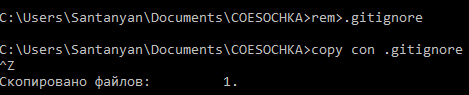 C:\Users\Santanyan\Documents\COESOCHKA>rem>.gitignore
C:\Users\Santanyan\Documents\COESOCHKA>copy con .gitignore
^Z
Скопировано файлов:         1.